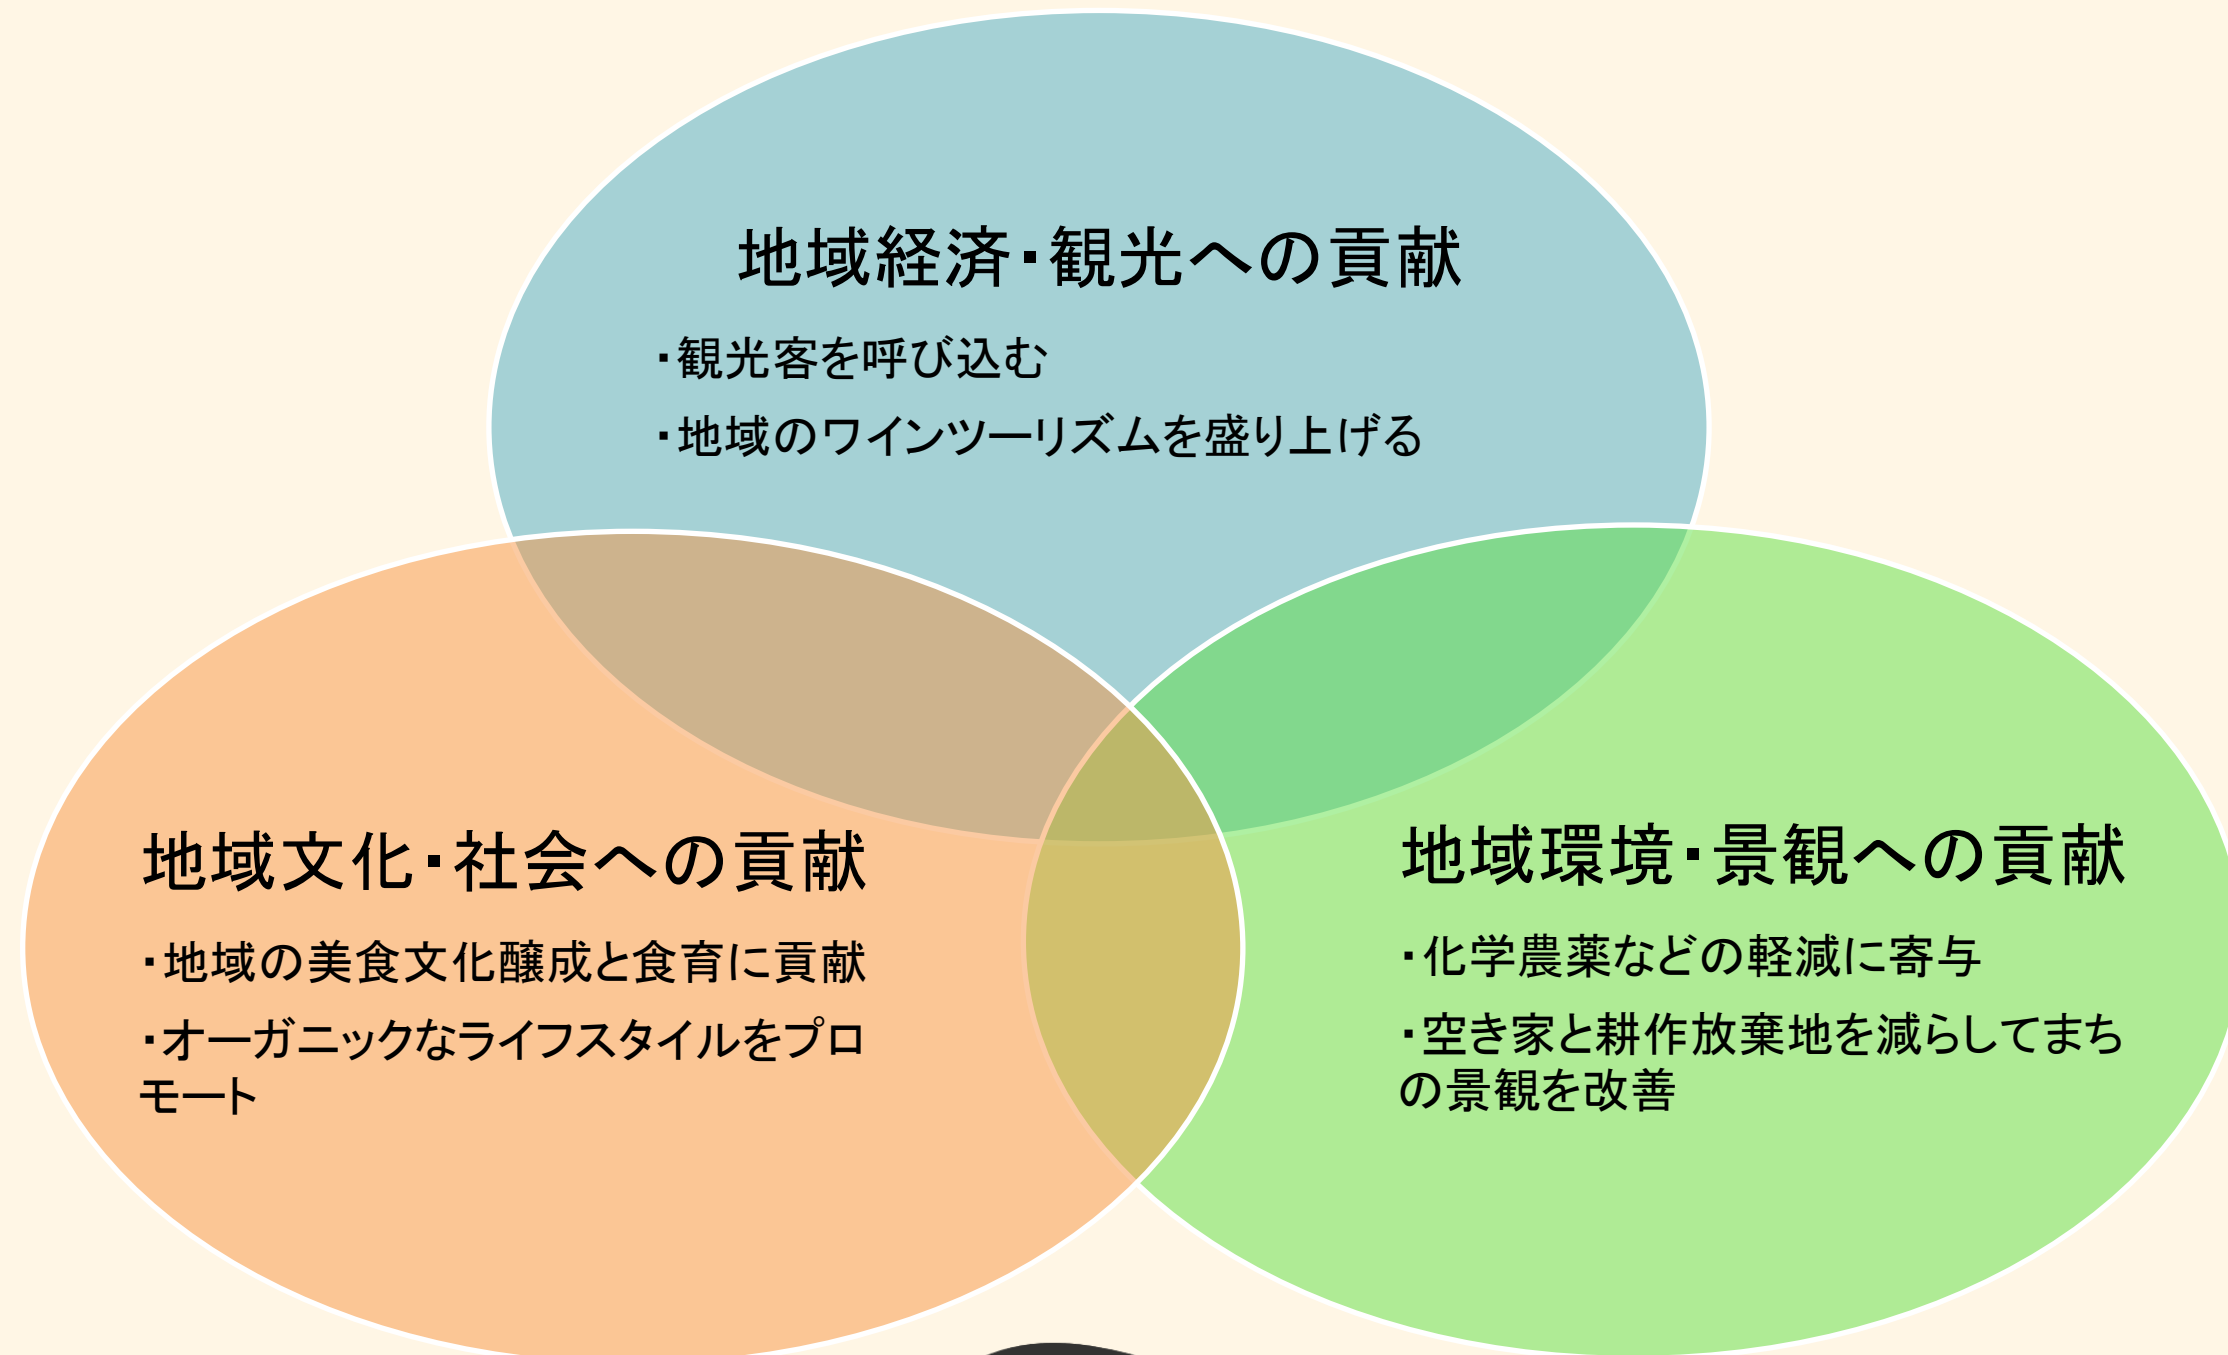 地域経済・観光への貢献
・観光客を呼び込む
・地域のワインツーリズムを盛り上げる
地域文化・社会への貢献
・地域の美食文化醸成と食育に貢献
・オーガニックなライフスタイルをプロ
モート
地域環境・景観への貢献
・化学農薬などの軽減に寄与
・空き家と耕作放棄地を減らしてまち
の景観を改善